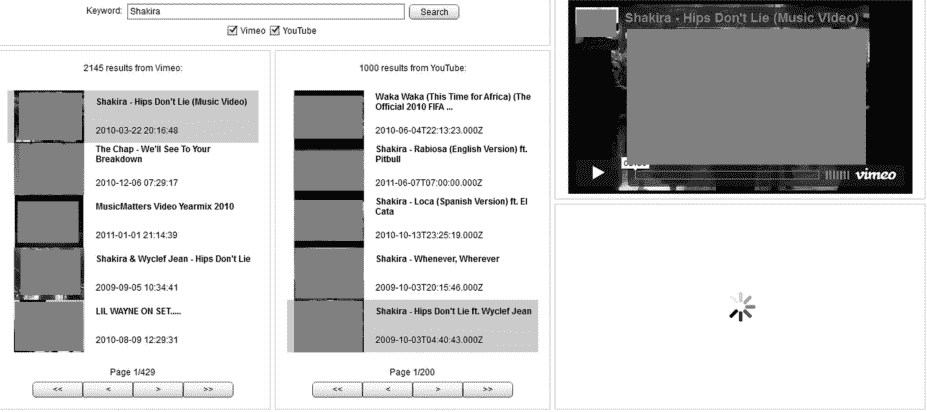 Keyword: Shakira Search
Vimeo YouTube
2145 results from Vimeo:
Shakira - Hips Don't Lie (Music Video)
2010-03-22 20:16:48
The Chap - We'll See To Your
Breakdown
2010-12-06 07:29:17
MusicMatters Video Yearmix 2010
2011-01-01 21:14:39
Shakira & Wyclef Jean - Hips Don't Lie
2009-09-05 10:34:41
LIL WAYNE ON SET.....
2010-08-09 12:29:31
Page 1/429
<< < > >>
1000 results from YouTube:
Waka Waka (This Time for Africa) (The
Official 2010 FIFA ...
2010-06-04T22:13:23.000Z
Shakira - Rabiosa (English Version) ft.
Pitbull
2011-06-07T07:00:00.000Z
Shakira - Loca (Spanish Version) ft. El
Cata
2010-10-13T23:25:19.000Z
Shakira - Whenever, Wherever
2009-10-03T20:15:46.000Z
Shakira - Hips Don't Lie ft. Wyclef Jean
2009-10-03T04:40:43.000Z
Page 1/200
<< < > >>
Shakira - Hips Don't Lie (Music Video)
vimeo